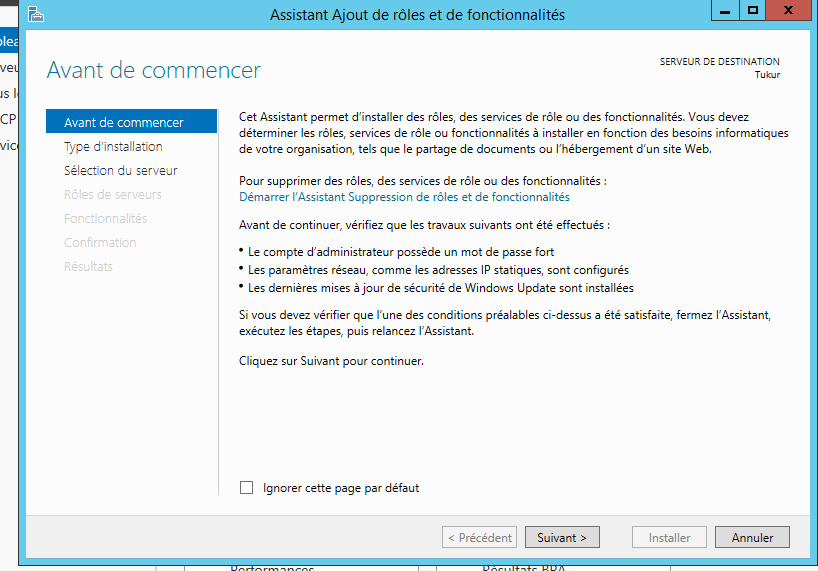 Assistant Ajout de rôles et de fonctionnalités
Avant de commencer
SERVEUR DE DESTINATION
Tukur
Avant de commencer
Type d'installation
Sélection du serveur
Rôles de serveurs
Fonctionnalités
Confirmation
Résultats
Cet Assistant permet d'installer des rôles, des services de rôle ou des fonctionnalités. Vous devez
déterminer les rôles, services de rôle ou fonctionnalités à installer en fonction des besoins informatiques
de votre organisation, tels que le partage de documents ou l'hébergement d'un site Web.
Pour supprimer des rôles, des services de rôle ou des fonctionnalités :
Démarrer l'Assistant Suppression de rôles et de fonctionnalités
Avant de continuer, vérifiez que les travaux suivants ont été effectués :
• Le compte d'administrateur possède un mot de passe fort
• Les paramètres réseau, comme les adresses IP statiques, sont configurés
• Les dernières mises à jour de sécurité de Windows Update sont installées
Si vous devez vérifier que l'une des conditions préalables ci-dessus a été satisfaite, fermez l'Assistant,
exécutez les étapes, puis relancez l'Assistant.
Cliquez sur Suivant pour continuer.
Ignorer cette page par défaut
< Précédent
Suivant >
Installer
Annuler
Performances
Résultats BPA